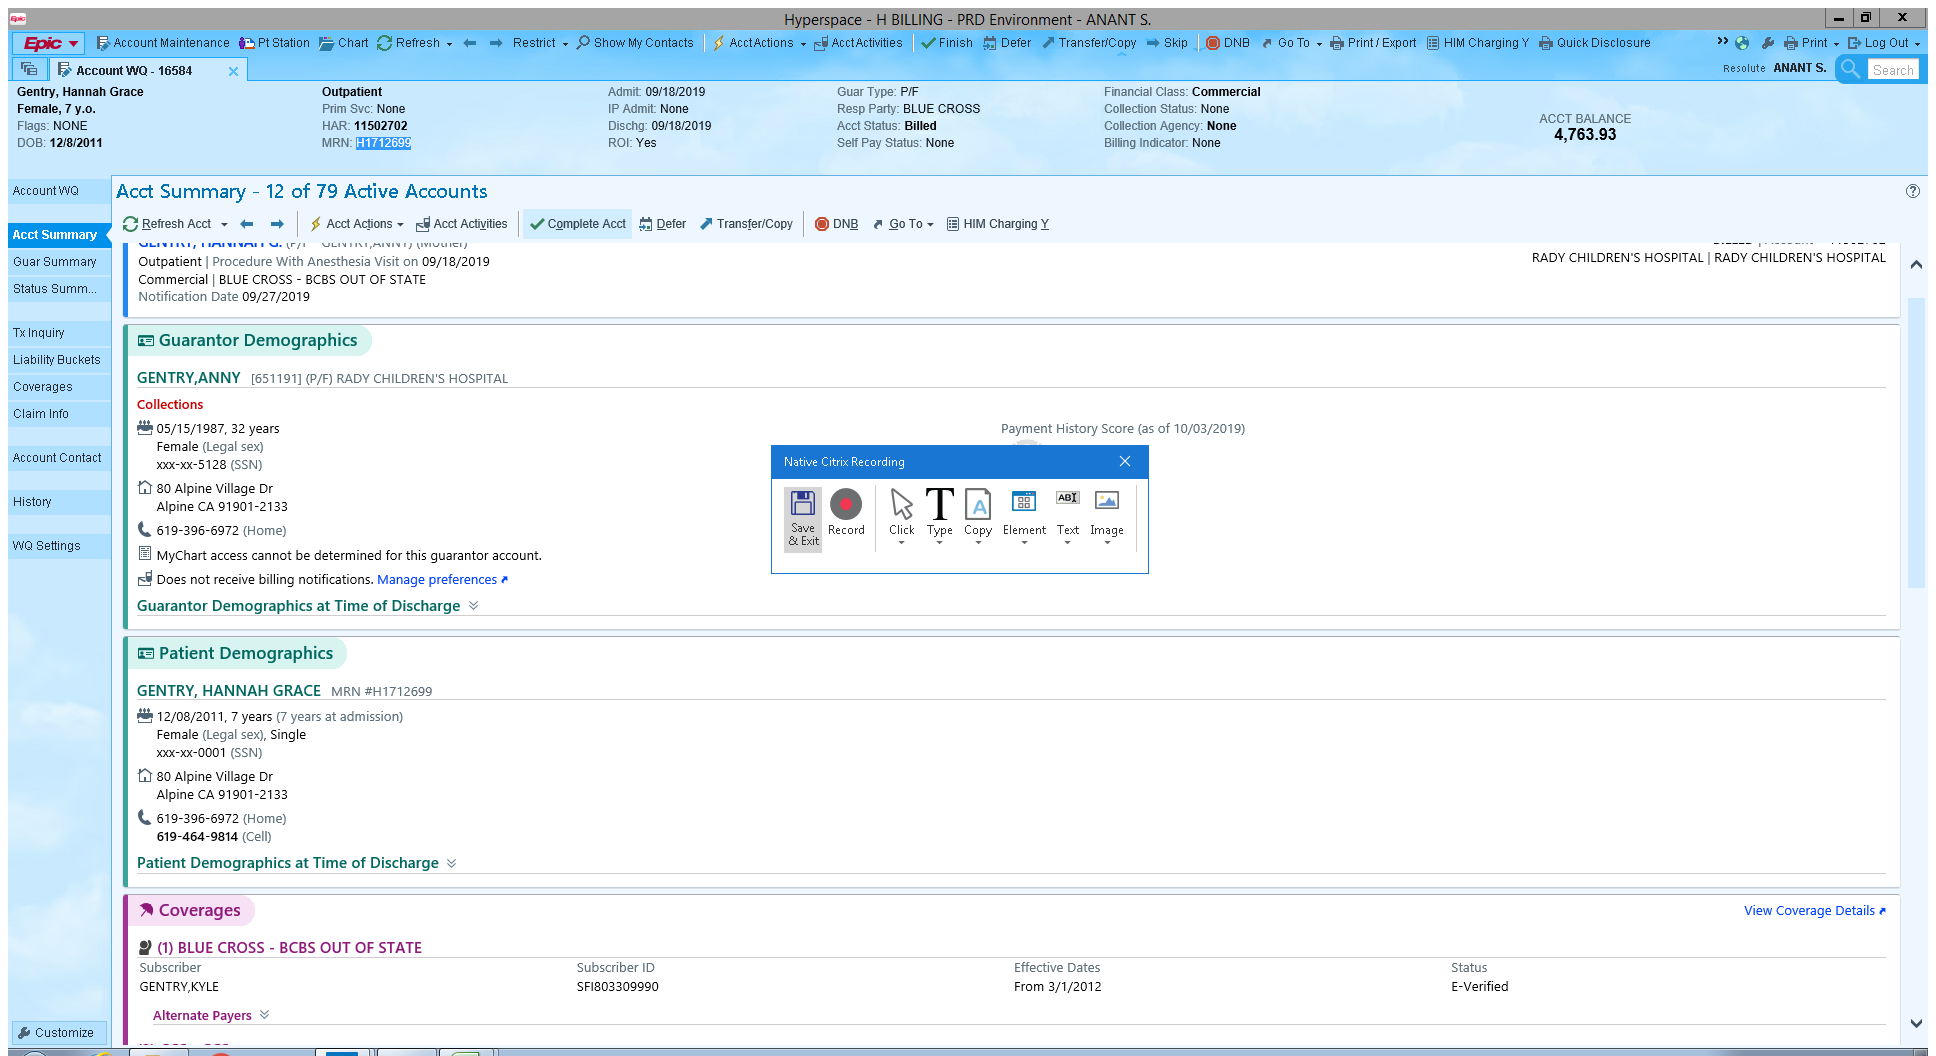 Epic
Hyperspace - H BILLING - PRD Environment - ANANT S.
Epic
Account Maintenance
Pt Station
Chart
Refresh
Restrict
Show My Contacts
Acct Actions
Acct Activities
Finish
Defer
Transfer/Copy
Skip
DNB
Go To
Print / Export
HIM Charging Y
Quick Disclosure
Print
Log Out
Account WQ - 16584
Resolute ANANT S.
Search
Gentry, Hannah Grace
Female, 7 y.o.
Flags: NONE
DOB: 12/8/2011
Outpatient
Prim Svc: None
HAR: 11502702
MRN: H1712699
Admit: 09/18/2019
IP Admit: None
Dischg: 09/18/2019
ROI: Yes
Guar Type: P/F
Resp Party: BLUE CROSS
Acct Status: Billed
Self Pay Status: None
Financial Class: Commercial
Collection Status: None
Collection Agency: None
Billing Indicator: None
ACCT BALANCE
4,763.93
Account WQ
Acct Summary
Guar Summary
Status Summ...
Tx Inquiry
Liability Buckets
Coverages
Claim Info
Account Contact
History
WQ Settings
Customize
Acct Summary - 12 of 79 Active Accounts
Refresh Acct
Acct Actions
Acct Activities
Complete Acct
Defer
Transfer/Copy
DNB
Go To
HIM Charging Y
GENTRY, HANNAH G. (P/F - GENTRY,ANNY) (Mother)
Outpatient | Procedure With Anesthesia Visit on 09/18/2019
Commercial | BLUE CROSS - BCBS OUT OF STATE
Notification Date 09/27/2019
RADY CHILDREN'S HOSPITAL | RADY CHILDREN'S HOSPITAL
Guarantor Demographics
GENTRY,ANNY [651191] (P/F) RADY CHILDREN'S HOSPITAL
Collections
05/15/1987, 32 years
Female (Legal sex)
xxx-xx-5128 (SSN)
80 Alpine Village Dr
Alpine CA 91901-2133
619-396-6972 (Home)
MyChart access cannot be determined for this guarantor account.
Does not receive billing notifications. Manage preferences
Guarantor Demographics at Time of Discharge
Payment History Score (as of 10/03/2019)
Native Citrix Recording
Save & Exit
Record
Click
T
Type
A
Copy
Element
AB
Text
Image
Patient Demographics
GENTRY, HANNAH GRACE MRN #H1712699
12/08/2011, 7 years (7 years at admission)
Female (Legal sex), Single
xxx-xx-0001 (SSN)
80 Alpine Village Dr
Alpine CA 91901-2133
619-396-6972 (Home)
619-464-9814 (Cell)
Patient Demographics at Time of Discharge
Coverages
View Coverage Details
(1) BLUE CROSS - BCBS OUT OF STATE
Subscriber
GENTRY,KYLE
Subscriber ID
SFI803309990
Effective Dates
From 3/1/2012
Status
E-Verified
Alternate Payers